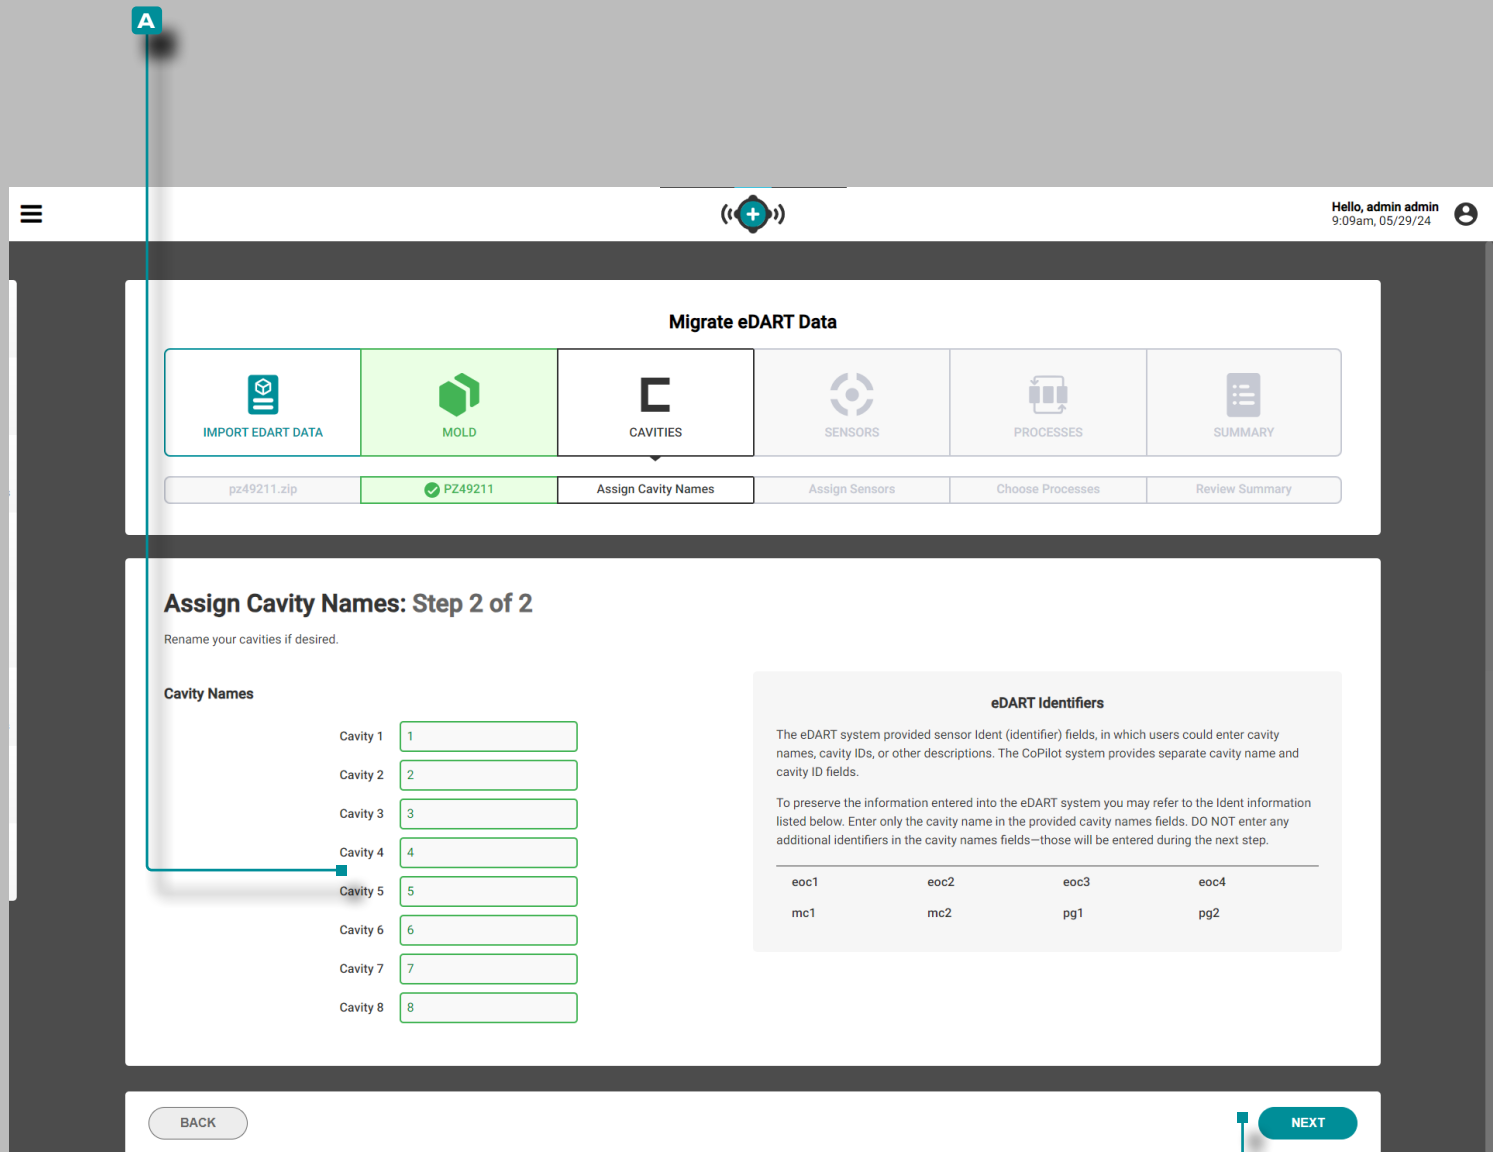 A
Hello, admin admin
9:09am, 05/29/24
Migrate eDART Data
IMPORT EDART DATA
MOLD
CAVITIES
SENSORS
PROCESSES
SUMMARY
pz49211.zip
PZ49211
Assign Cavity Names
Assign Sensors
Choose Processes
Review Summary
Assign Cavity Names: Step 2 of 2
Rename your cavities if desired.
Cavity Names
Cavity 1 1
Cavity 2 2
Cavity 3 3
Cavity 4 4
Cavity 5 5
Cavity 6 6
Cavity 7 7
Cavity 8 8
eDART Identifiers
The eDART system provided sensor Ident (identifier) fields, in which users could enter cavity
names, cavity IDs, or other descriptions. The CoPilot system provides separate cavity name and
cavity ID fields.
To preserve the information entered into the eDART system you may refer to the Ident information
listed below. Enter only the cavity name in the provided cavity names fields. DO NOT enter any
additional identifiers in the cavity names fields—those will be entered during the next step.
eoc1 eoc2 eoc3 eoc4
mc1 mc2 pg1 pg2
BACK
NEXT